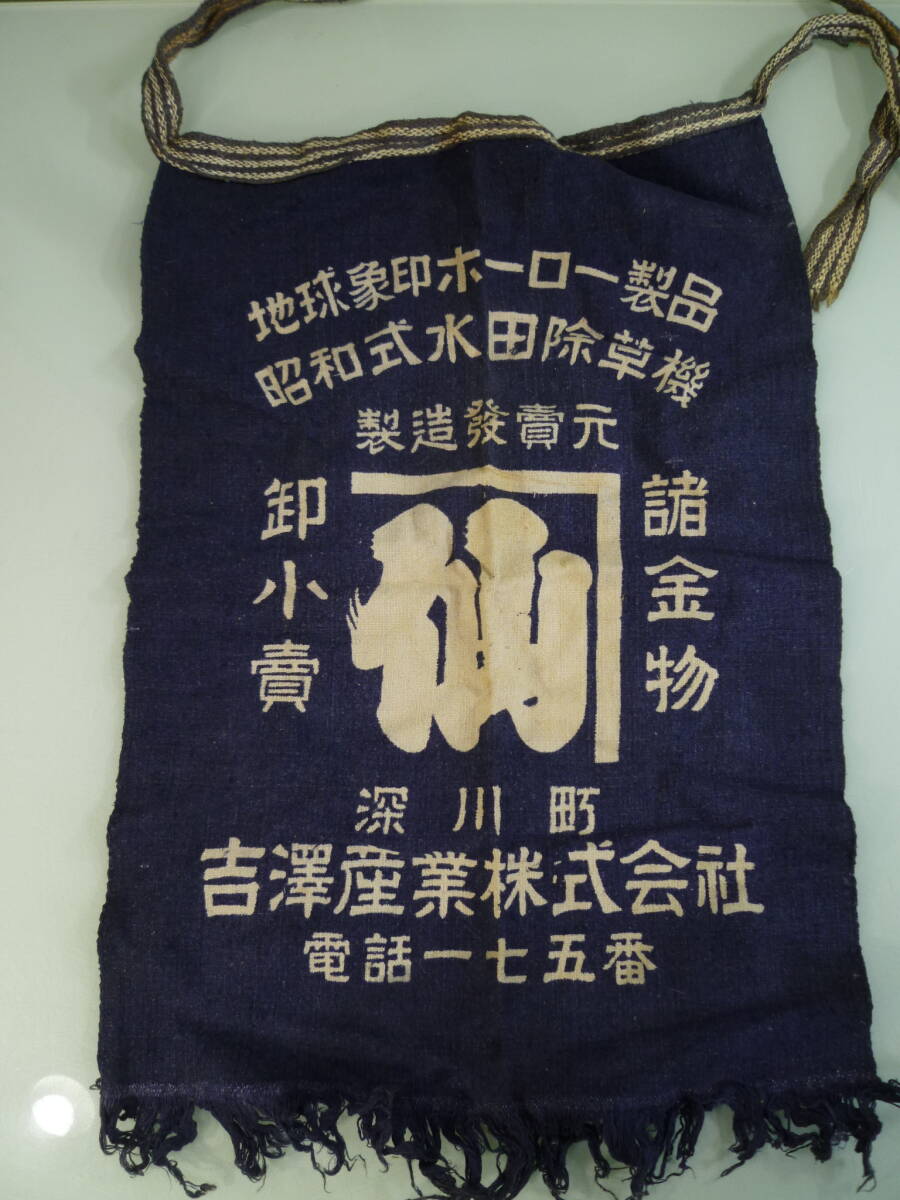 地球象印ホーロー製品
昭和式水田除草機
製造發賣元
諸金物
卸小賣
深川町
吉澤産業株式会社
電話一七五番